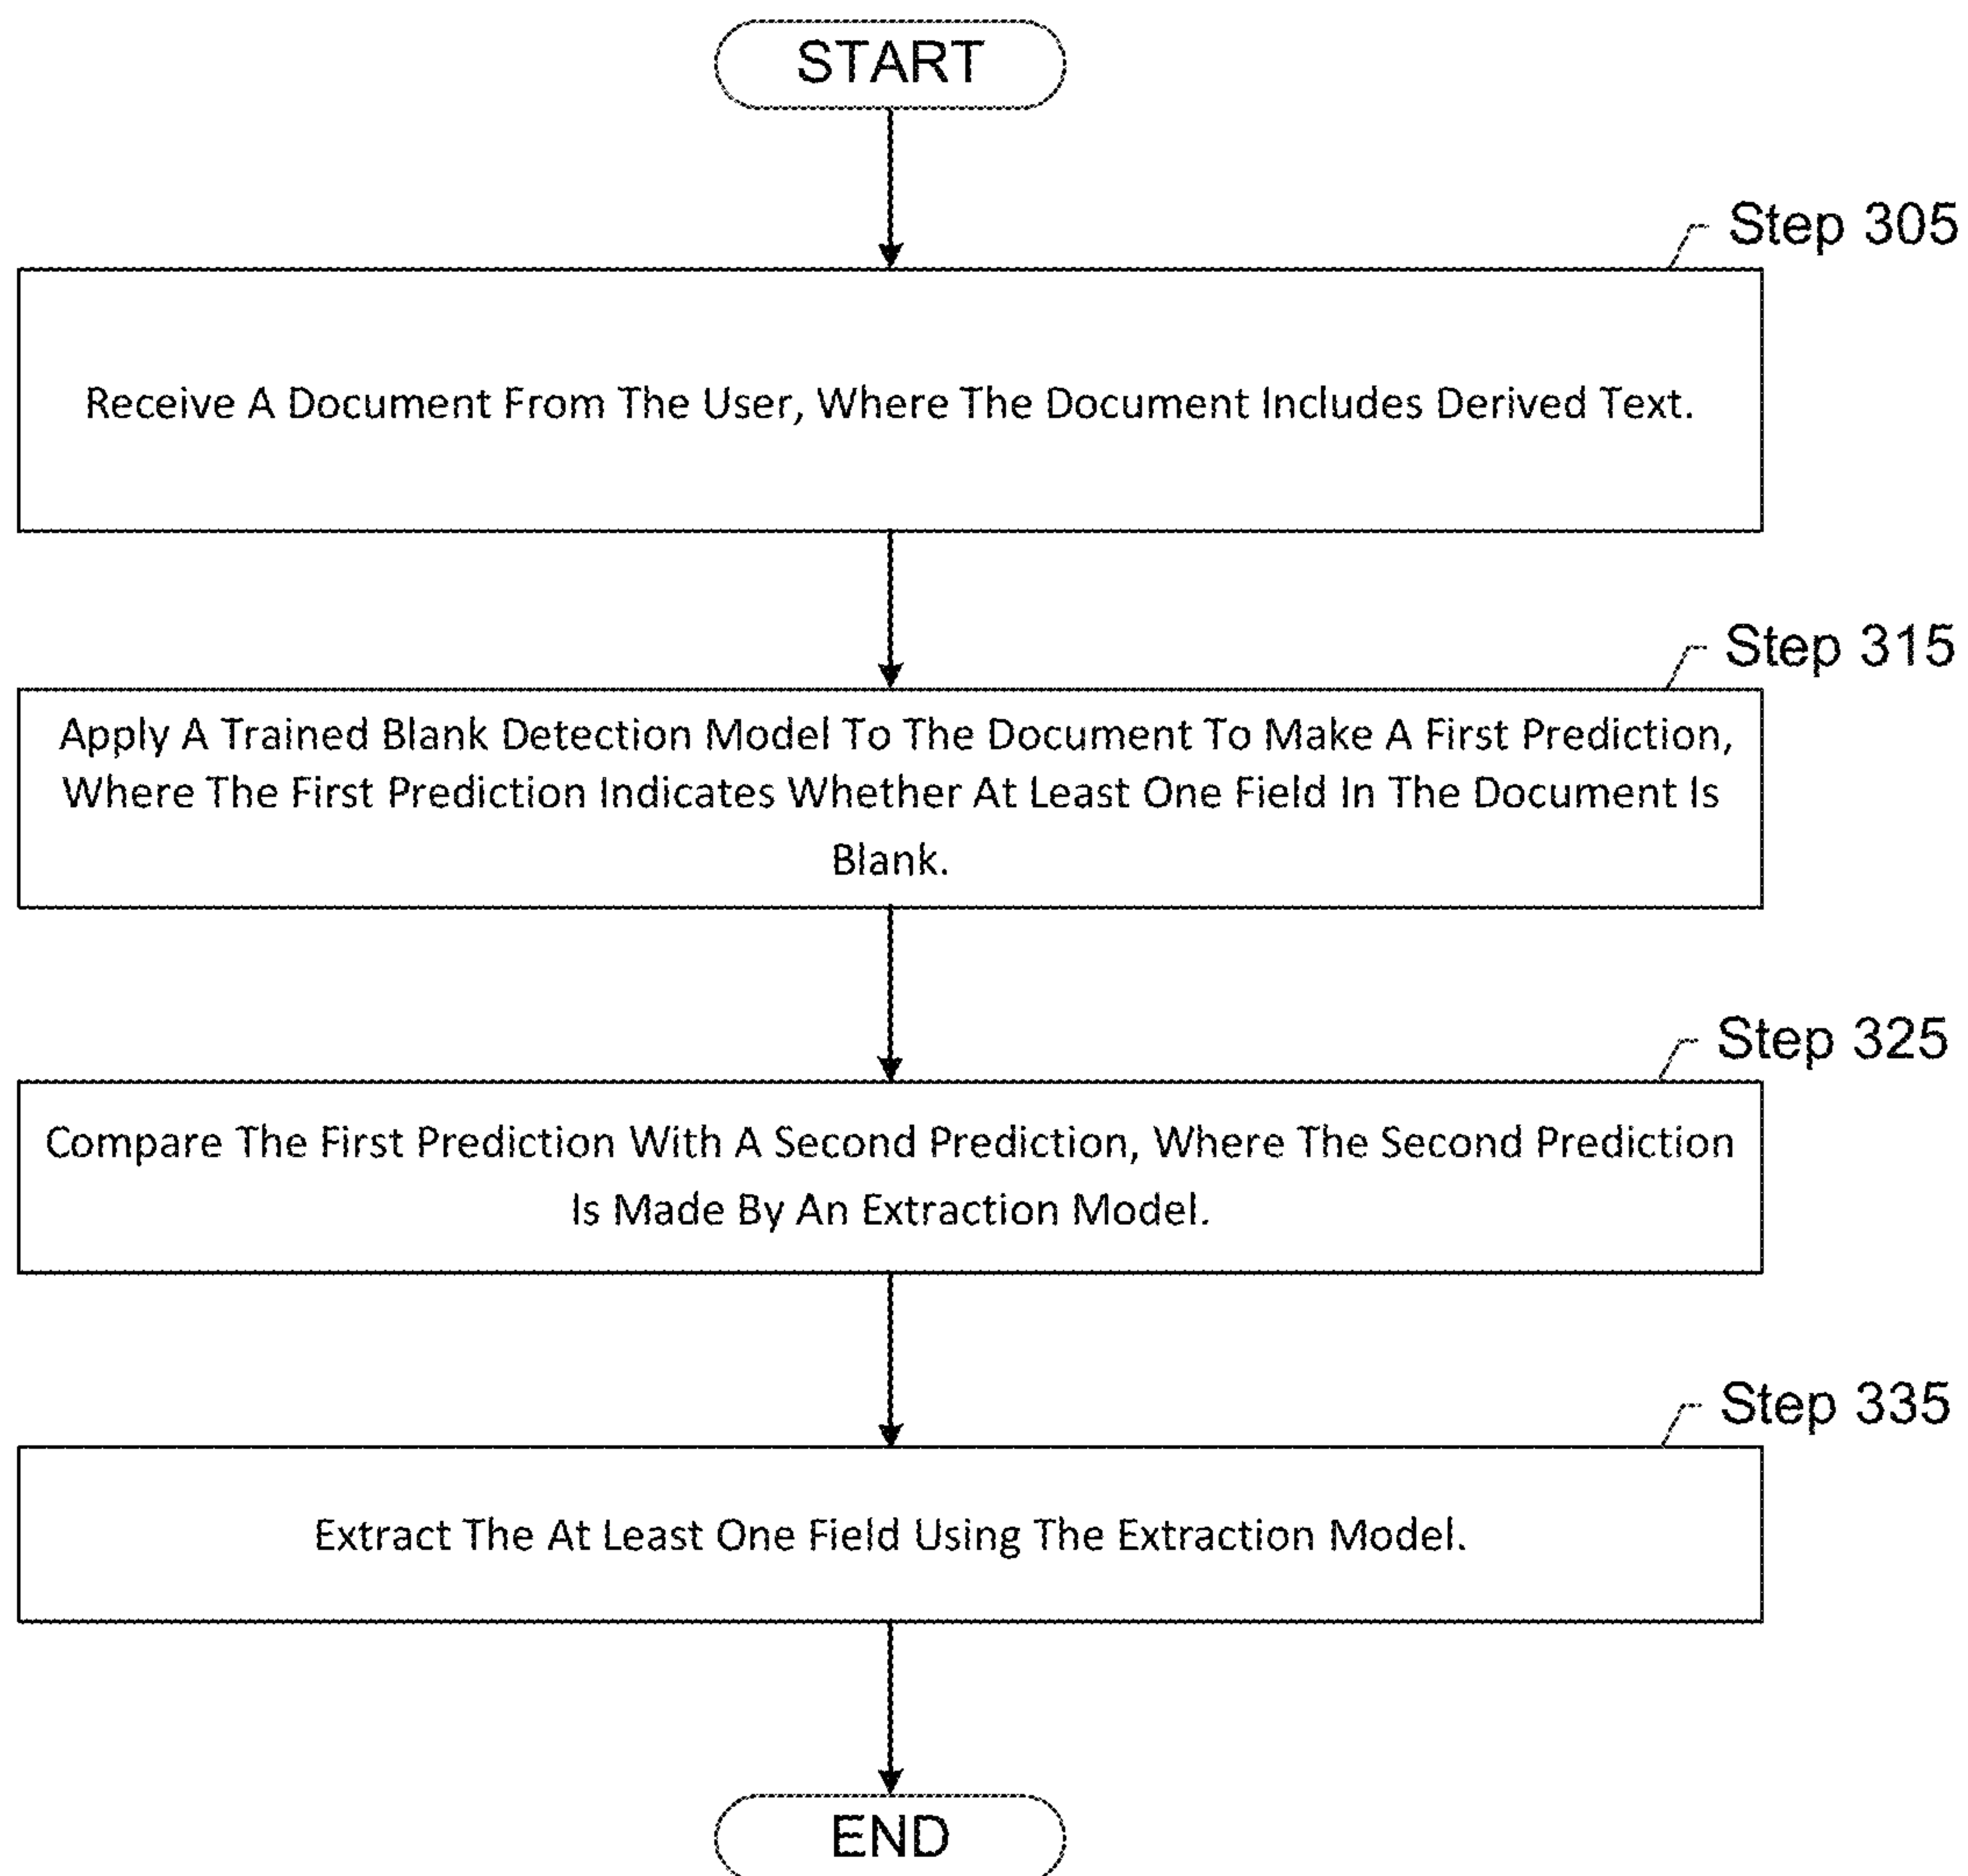 START
Step 305
Receive A Document From The User, Where The Document Includes Derived Text.
Step 315
Apply A Trained Blank Detection Model To The Document To Make A First Prediction,
Where The First Prediction Indicates Whether At Least One Field In The Document Is
Blank.
Step 325
Compare The First Prediction With A Second Prediction, Where The Second Prediction
Is Made By An Extraction Model.
Step 335
Extract The At Least One Field Using The Extraction Model.
END